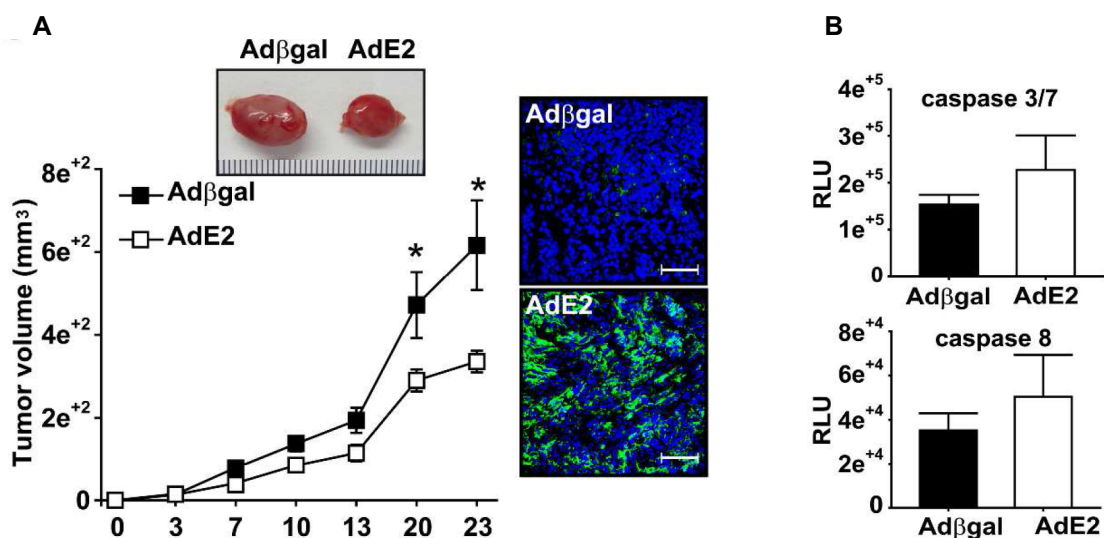 A
B
Adβgal AdE2
Adβgal
AdE2
Adβgal
AdE2
Tumor volume (mm³)
8e+2
6e+2
4e+2
2e+2
0
*
*
0 3 7 10 13 20 23
caspase 3/7
RLU
4e+5
3e+5
2e+5
1e+5
0
Adβgal AdE2
caspase 8
RLU
8e+4
6e+4
4e+4
2e+4
0
Adβgal AdE2